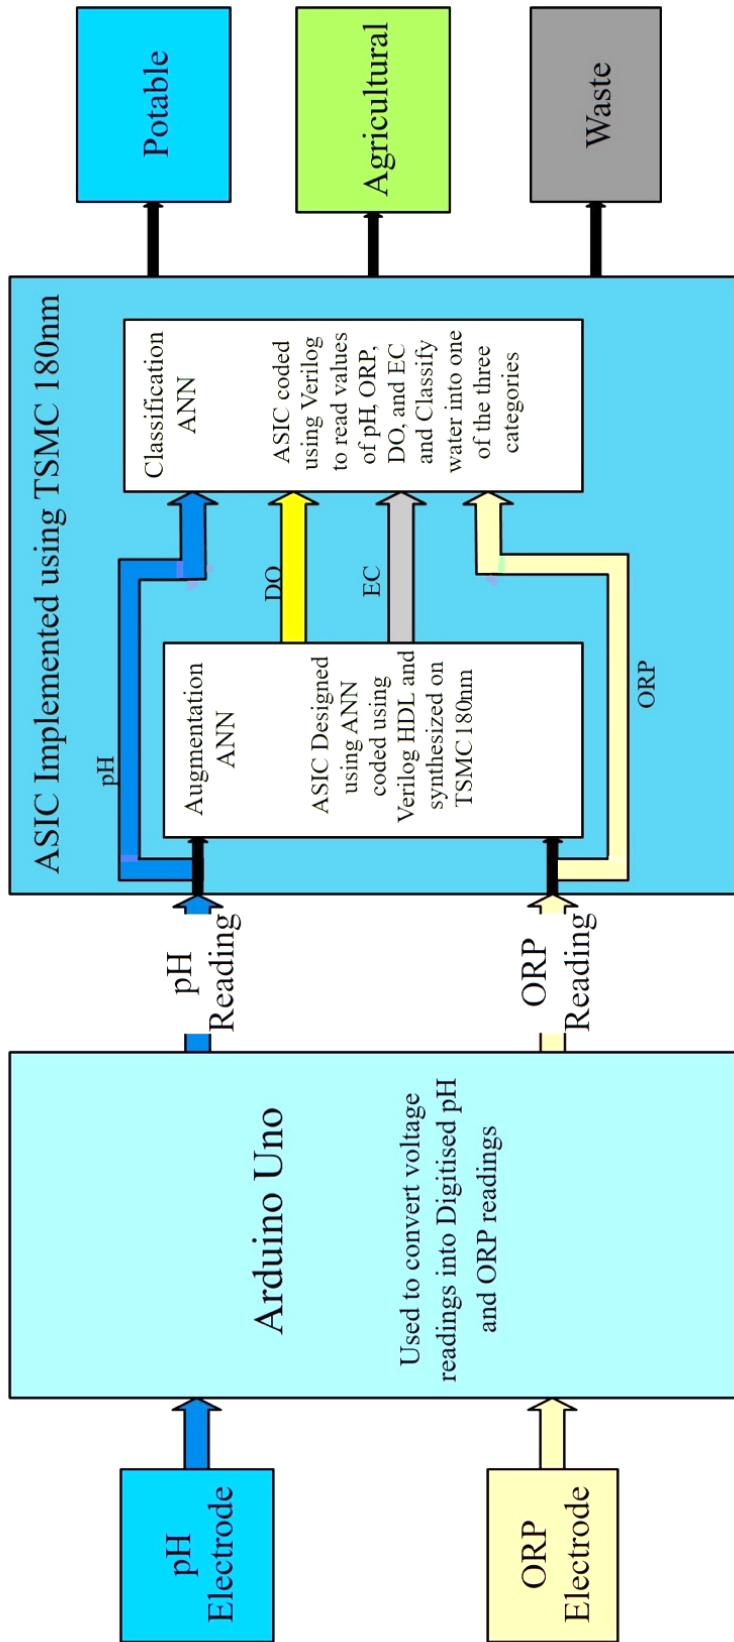 pH
Electrode
ORP
Electrode
Arduino Uno
Used to convert voltage
readings into Digitised pH
and ORP readings
pH
Reading
ORP
Reading
ASIC Implemented using TSMC 180nm
pH
Augmentation
ANN
ASIC Designed
using ANN
coded using
Verilog HDL and
synthesized on
TSMC 180nm
DO
EC
ORP
Classification
ANN
ASIC coded
using Verilog
to read values
of pH, ORP,
DO, and EC
and Classify
water into one
of the three
categories
Potable
Agricultural
Waste